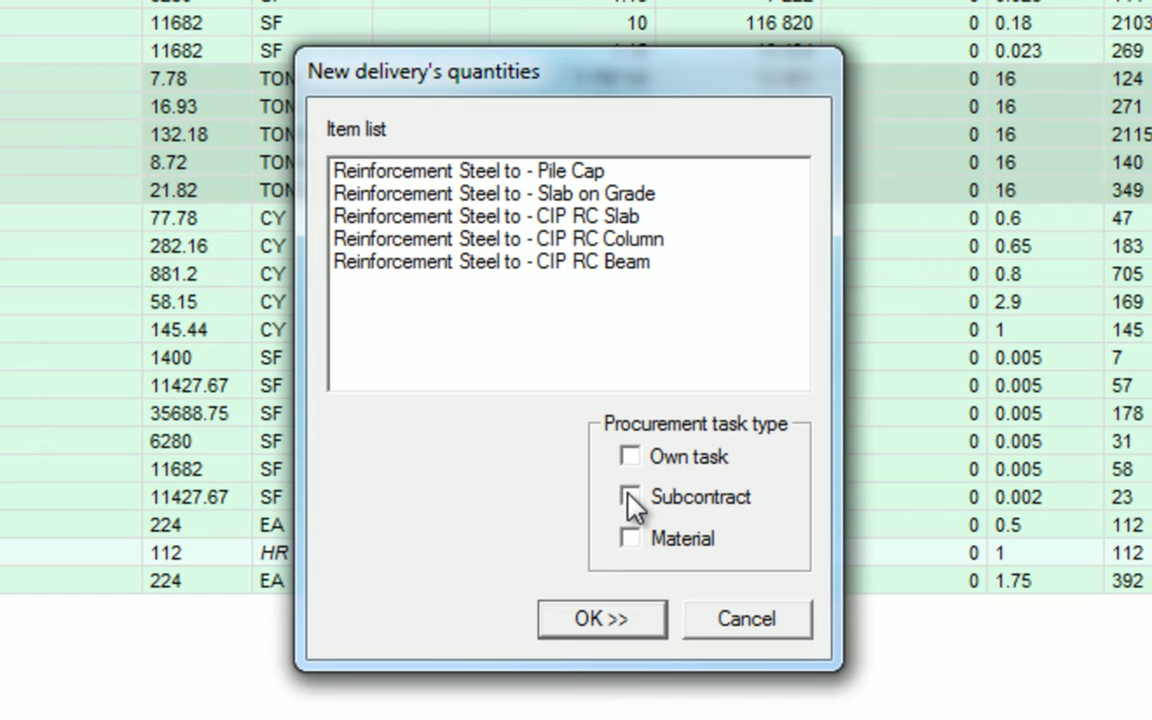 11682 SF 10 116 820 0 0.18 2103
11682 SF 0 0.023 269
New delivery's quantities
7.78 TON 0 16 124
16.93 TON 0 16 271
Item list
132.18 TON 0 16 2115
8.72 TON 0 16 140
21.82 TON 0 16 349
Reinforcement Steel to - Pile Cap
Reinforcement Steel to - Slab on Grade
Reinforcement Steel to - CIP RC Slab
Reinforcement Steel to - CIP RC Column
Reinforcement Steel to - CIP RC Beam
77.78 CY 0 0.6 47
282.16 CY 0 0.65 183
881.2 CY 0 0.8 705
58.15 CY 0 2.9 169
145.44 CY 0 1 145
1400 SF 0 0.005 7
11427.67 SF 0 0.005 57
35688.75 SF 0 0.005 178
Procurement task type
6280 SF 0 0.005 31
Own task
11682 SF 0 0.005 58
11427.67 SF 0 0.002 23
Subcontract
224 EA 0 0.5 112
Material
112 HR 0 1 112
224 EA 0 1.75 392
OK >>
Cancel